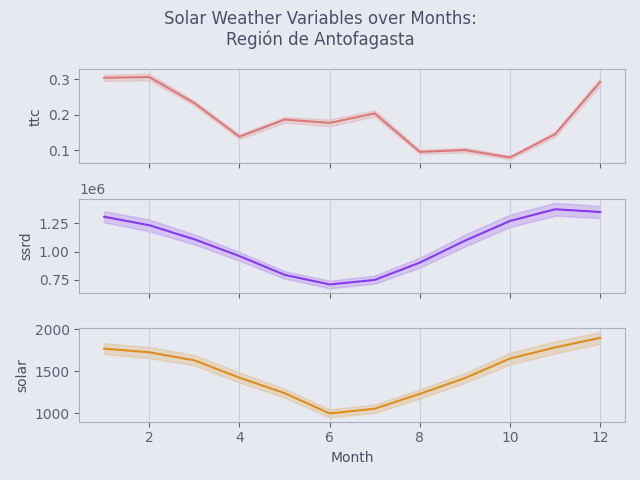 Solar Weather Variables over Months:
Región de Antofagasta
0.3
0.2
0.1
ttc
1e6
1.25
1.00
0.75
ssrd
2000
1500
1000
solar
2 4 6 8 10 12
Month